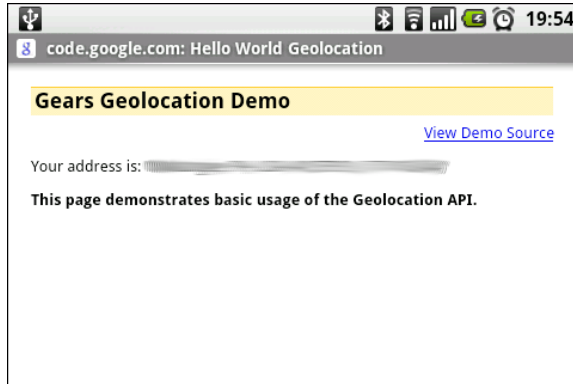 19:54
code.google.com: Hello World Geolocation
Gears Geolocation Demo
View Demo Source
Your address is:
This page demonstrates basic usage of the Geolocation API.